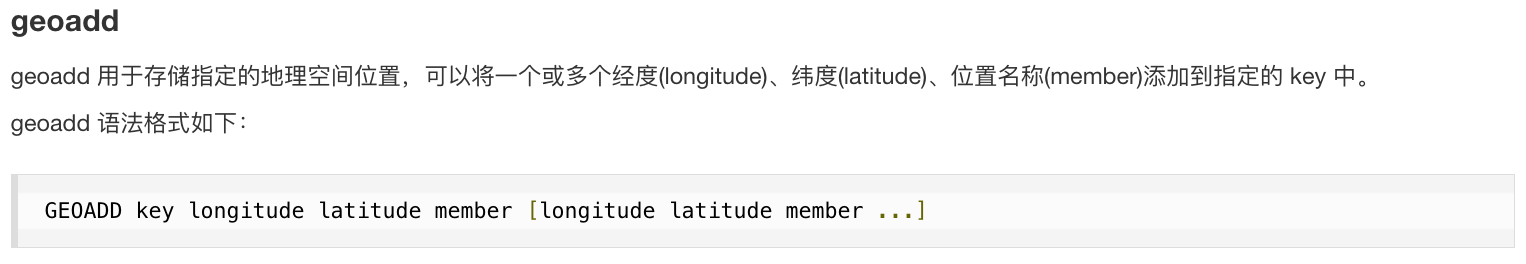 geoadd
geoadd 用于存储指定的地理空间位置，可以将一个或多个经度(longitude)、纬度(latitude)、位置名称(member)添加到指定的 key 中。
geoadd 语法格式如下：
GEOADD key longitude latitude member [longitude latitude member ...]